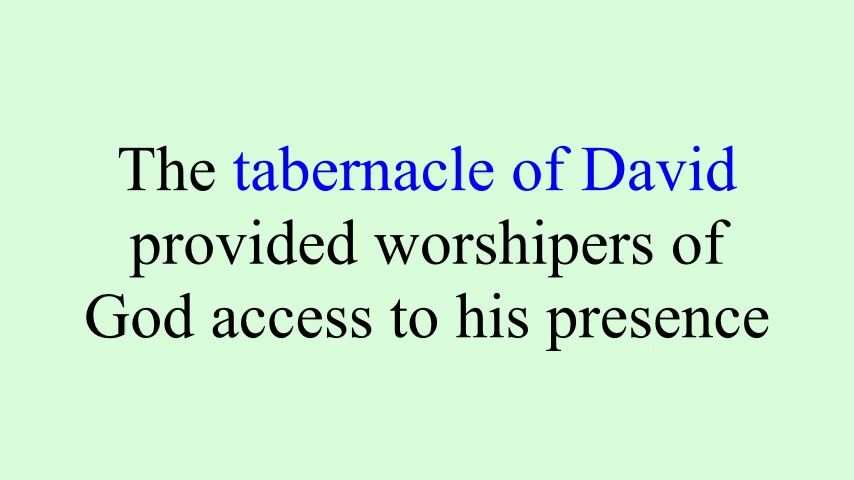 The tabernacle of David
provided worshipers of
God access to his presence